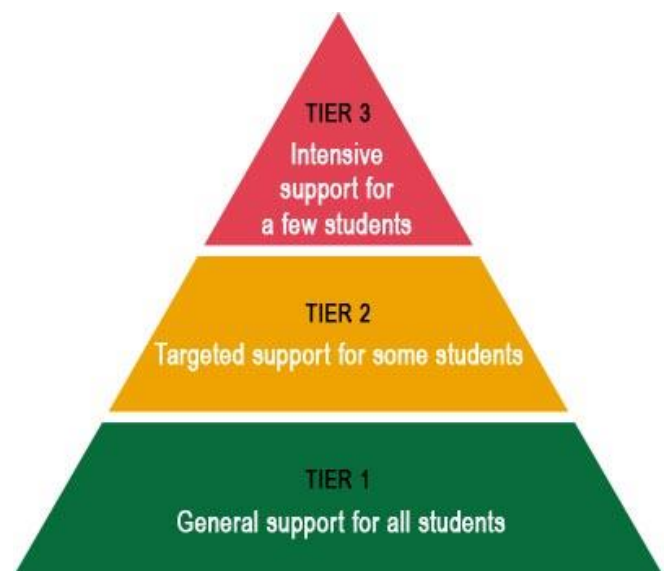 TIER 3
Intensive
support for
a few students
TIER 2
Targeted support for some students
TIER 1
General support for all students